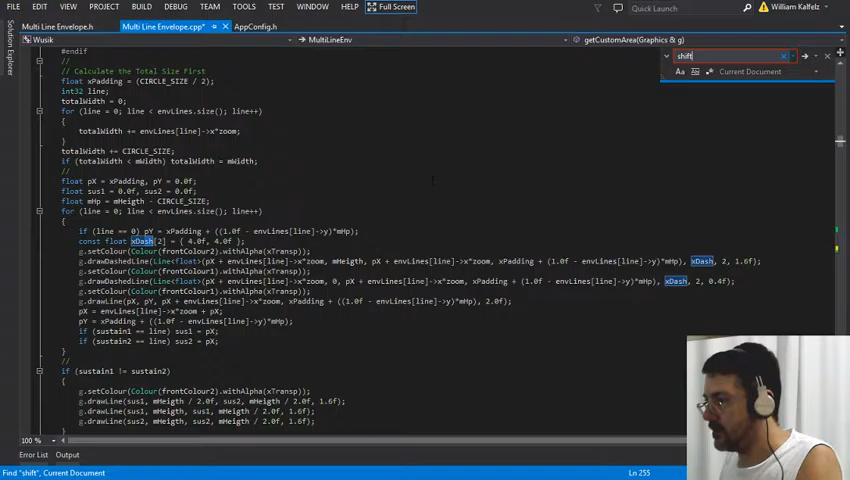 FILE EDIT VIEW PROJECT BUILD DEBUG TEAM TOOLS TEST WINDOW HELP Full Screen Quick Launch William Kalfelz
Multi Line Envelope.h Multi Line Envelope.cpp* AppConfig.h
Wusik MultiLineEnv getCustomArea(Graphics & g)
Solution Explorer
shift
Aa Current Document
#endif
//
// Calculate the Total Size First
float xPadding = (CIRCLE_SIZE / 2);
int32 line;
totalWidth = 0;
for (line = 0; line < envLines.size(); line++)
{
totalWidth += envLines[line]->x*zoom;
}
totalWidth += CIRCLE_SIZE;
if (totalWidth < mWidth) totalWidth = mWidth;
//
float pX = xPadding, pY = 0.0f;
float sus1 = 0.0f, sus2 = 0.0f;
float mHp = mHeigth - CIRCLE_SIZE;
for (line = 0; line < envLines.size(); line++)
{
if (line == 0) pY = xPadding + ((1.0f - envLines[line]->y)*mHp);
const float xDash[2] = { 4.0f, 4.0f };
g.setColour(Colour(frontColour2).withAlpha(xTransp));
g.drawDashedLine(Line<float>(pX + envLines[line]->x*zoom, mHeigth, pX + envLines[line]->x*zoom, xPadding + (1.0f - envLines[line]->y)*mHp), xDash, 2, 1.6f);
g.setColour(Colour(frontColour1).withAlpha(xTransp));
g.drawDashedLine(Line<float>(pX + envLines[line]->x*zoom, 0, pX + envLines[line]->x*zoom, xPadding + (1.0f - envLines[line]->y)*mHp), xDash, 2, 0.4f);
g.setColour(Colour(frontColour1).withAlpha(xTransp));
g.drawLine(pX, pY, pX + envLines[line]->x*zoom, xPadding + ((1.0f - envLines[line]->y)*mHp), 2.0f);
pX = envLines[line]->x*zoom + pX;
pY = xPadding + ((1.0f - envLines[line]->y)*mHp);
if (sustain1 == line) sus1 = pX;
if (sustain2 == line) sus2 = pX;
}
//
if (sustain1 != sustain2)
{
g.setColour(Colour(frontColour2).withAlpha(xTransp));
g.drawLine(sus1, mHeigth / 2.0f, sus2, mHeigth / 2.0f, 1.6f);
g.drawLine(sus1, mHeigth, sus1, mHeigth / 2.0f, 1.6f);
g.drawLine(sus2, mHeigth, sus2, mHeigth / 2.0f, 1.6f);
}
100 %
Error List Output
Find "shift", Current Document Ln 255